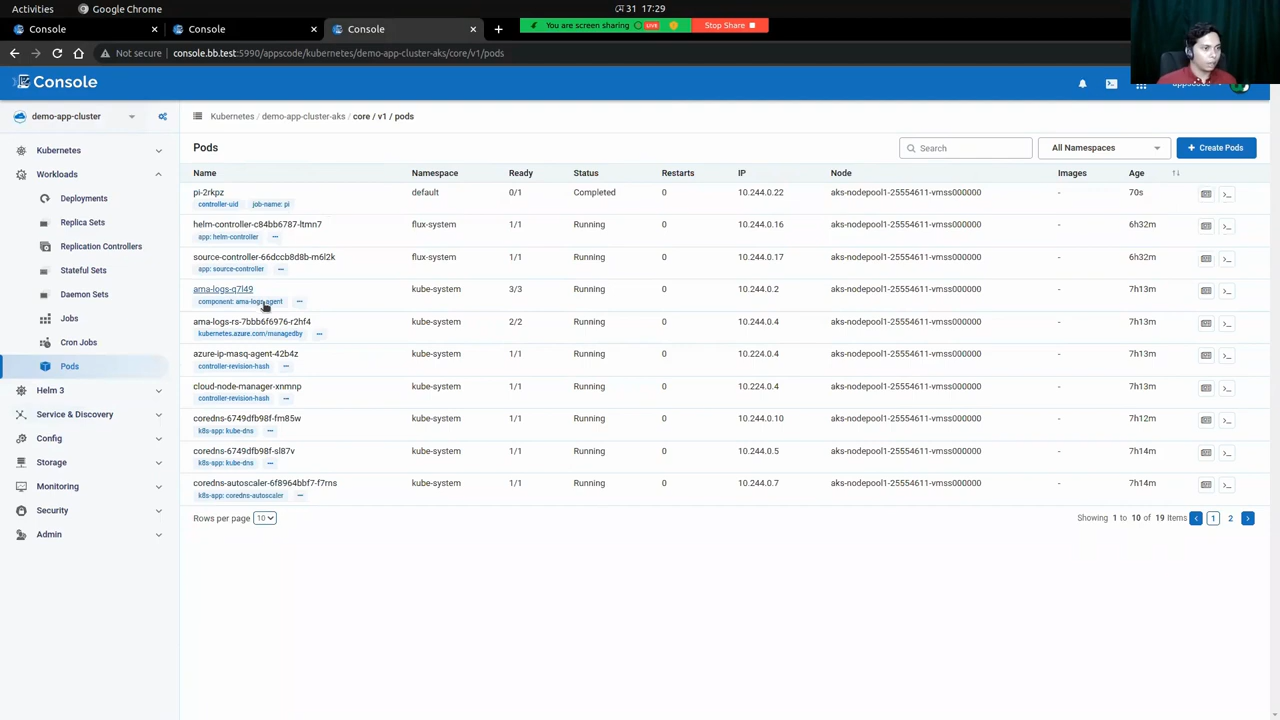 Activities Google Chrome 31 17:29
You are screen sharing LIVE Stop Share
Console Console Console
Not secure console.bb.test:5990/appscode/kubernetes/demo-app-cluster-aks/core/v1/pods
Console
demo-app-cluster
Kubernetes / demo-app-cluster-aks / core / v1 / pods
Kubernetes
Workloads
Deployments
Replica Sets
Replication Controllers
Stateful Sets
Daemon Sets
Jobs
Cron Jobs
Pods
Helm 3
Service & Discovery
Config
Storage
Monitoring
Security
Admin
Pods Search All Namespaces + Create Pods
Name Namespace Ready Status Restarts IP Node Images Age
pi-2rkpz default 0/1 Completed 0 10.244.0.22 aks-nodepool1-25554611-vmss000000 - 70s
controller-uid job-name: pi
helm-controller-c84bb6787-ltmn7 flux-system 1/1 Running 0 10.244.0.16 aks-nodepool1-25554611-vmss000000 - 6h32m
app: helm-controller ...
source-controller-66dccb8d8b-m6l2k flux-system 1/1 Running 0 10.244.0.17 aks-nodepool1-25554611-vmss000000 - 6h32m
app: source-controller ...
ama-logs-q7l49 kube-system 3/3 Running 0 10.244.0.2 aks-nodepool1-25554611-vmss000000 - 7h13m
component: ama-logs-agent ...
ama-logs-rs-7bbb6f6976-r2hf4 kube-system 2/2 Running 0 10.244.0.4 aks-nodepool1-25554611-vmss000000 - 7h13m
kubernetes.azure.com/managedby ...
azure-ip-masq-agent-42b4z kube-system 1/1 Running 0 10.224.0.4 aks-nodepool1-25554611-vmss000000 - 7h13m
controller-revision-hash ...
cloud-node-manager-xnmnp kube-system 1/1 Running 0 10.224.0.4 aks-nodepool1-25554611-vmss000000 - 7h13m
controller-revision-hash ...
coredns-6749dfb98f-fm85w kube-system 1/1 Running 0 10.244.0.10 aks-nodepool1-25554611-vmss000000 - 7h12m
k8s-app: kube-dns ...
coredns-6749dfb98f-sl87v kube-system 1/1 Running 0 10.244.0.5 aks-nodepool1-25554611-vmss000000 - 7h14m
k8s-app: kube-dns ...
coredns-autoscaler-6f8964bbf7-f7rns kube-system 1/1 Running 0 10.244.0.7 aks-nodepool1-25554611-vmss000000 - 7h14m
k8s-app: coredns-autoscaler ...
Rows per page 10 Showing 1 to 10 of 19 Items 1 2